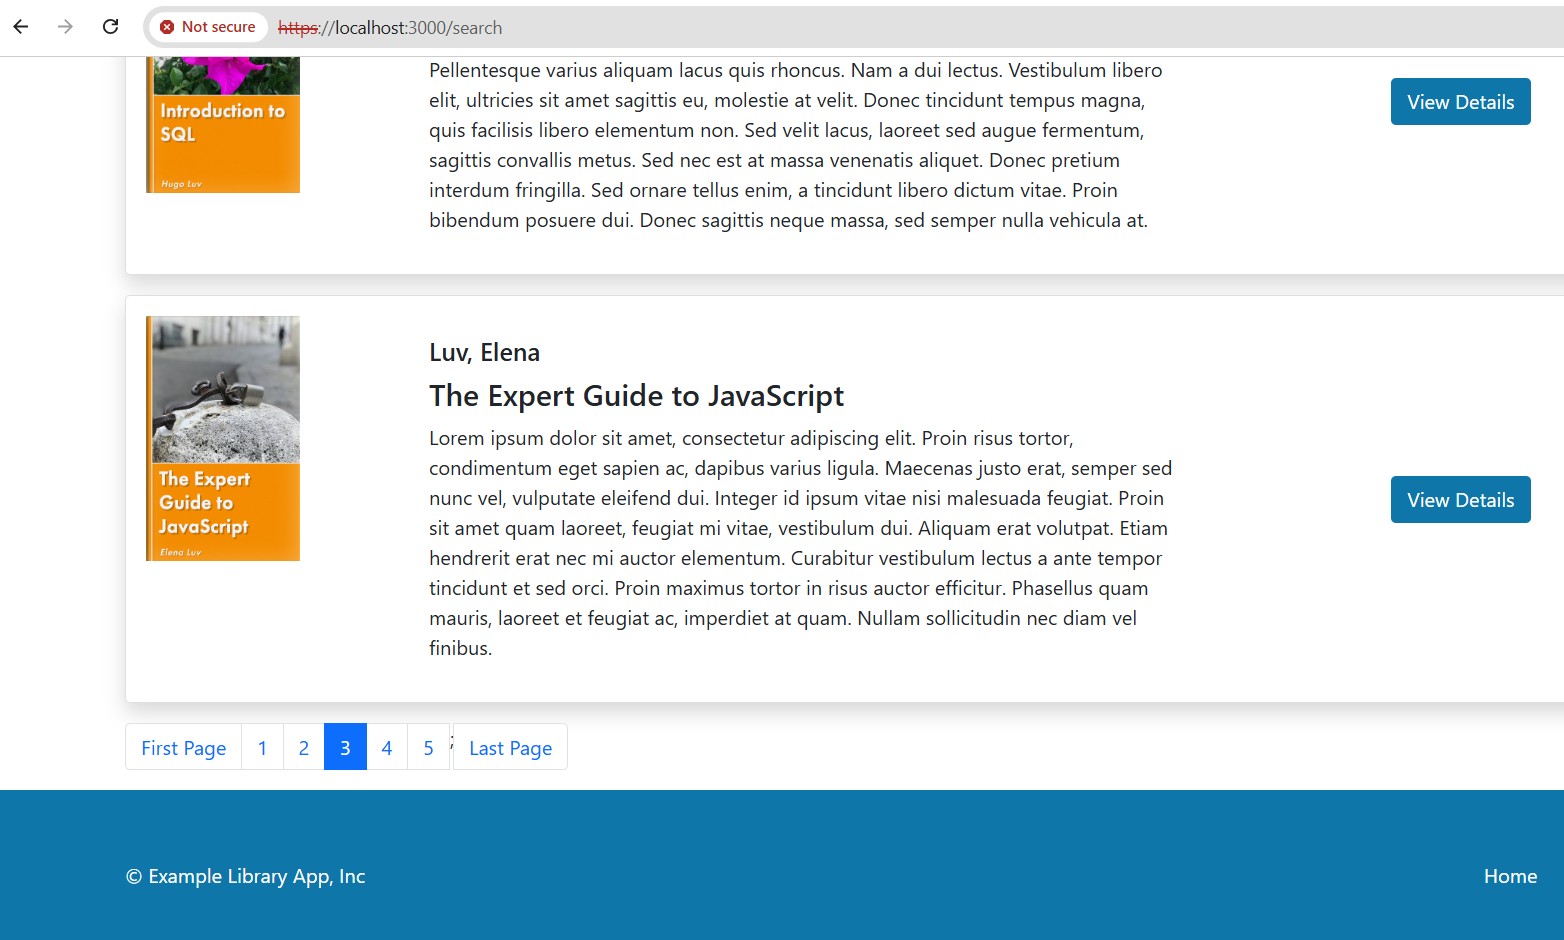 Not secure https://localhost:3000/search
Introduction to
SQL
Hugo Luv
Pellentesque varius aliquam lacus quis rhoncus. Nam a dui lectus. Vestibulum libero
elit, ultricies sit amet sagittis eu, molestie at velit. Donec tincidunt tempus magna,
quis facilisis libero elementum non. Sed velit lacus, laoreet sed augue fermentum,
sagittis convallis metus. Sed nec est at massa venenatis aliquet. Donec pretium
interdum fringilla. Sed ornare tellus enim, a tincidunt libero dictum vitae. Proin
bibendum posuere dui. Donec sagittis neque massa, sed semper nulla vehicula at.
View Details
The Expert
Guide to
JavaScript
Elena Luv
Luv, Elena
The Expert Guide to JavaScript
Lorem ipsum dolor sit amet, consectetur adipiscing elit. Proin risus tortor,
condimentum eget sapien ac, dapibus varius ligula. Maecenas justo erat, semper sed
nunc vel, vulputate eleifend dui. Integer id ipsum vitae nisi malesuada feugiat. Proin
sit amet quam laoreet, feugiat mi vitae, vestibulum dui. Aliquam erat volutpat. Etiam
hendrerit erat nec mi auctor elementum. Curabitur vestibulum lectus a ante tempor
tincidunt et sed orci. Proin maximus tortor in risus auctor efficitur. Phasellus quam
mauris, laoreet et feugiat ac, imperdiet at quam. Nullam sollicitudin nec diam vel
finibus.
View Details
First Page 1 2 3 4 5 ; Last Page
© Example Library App, Inc
Home